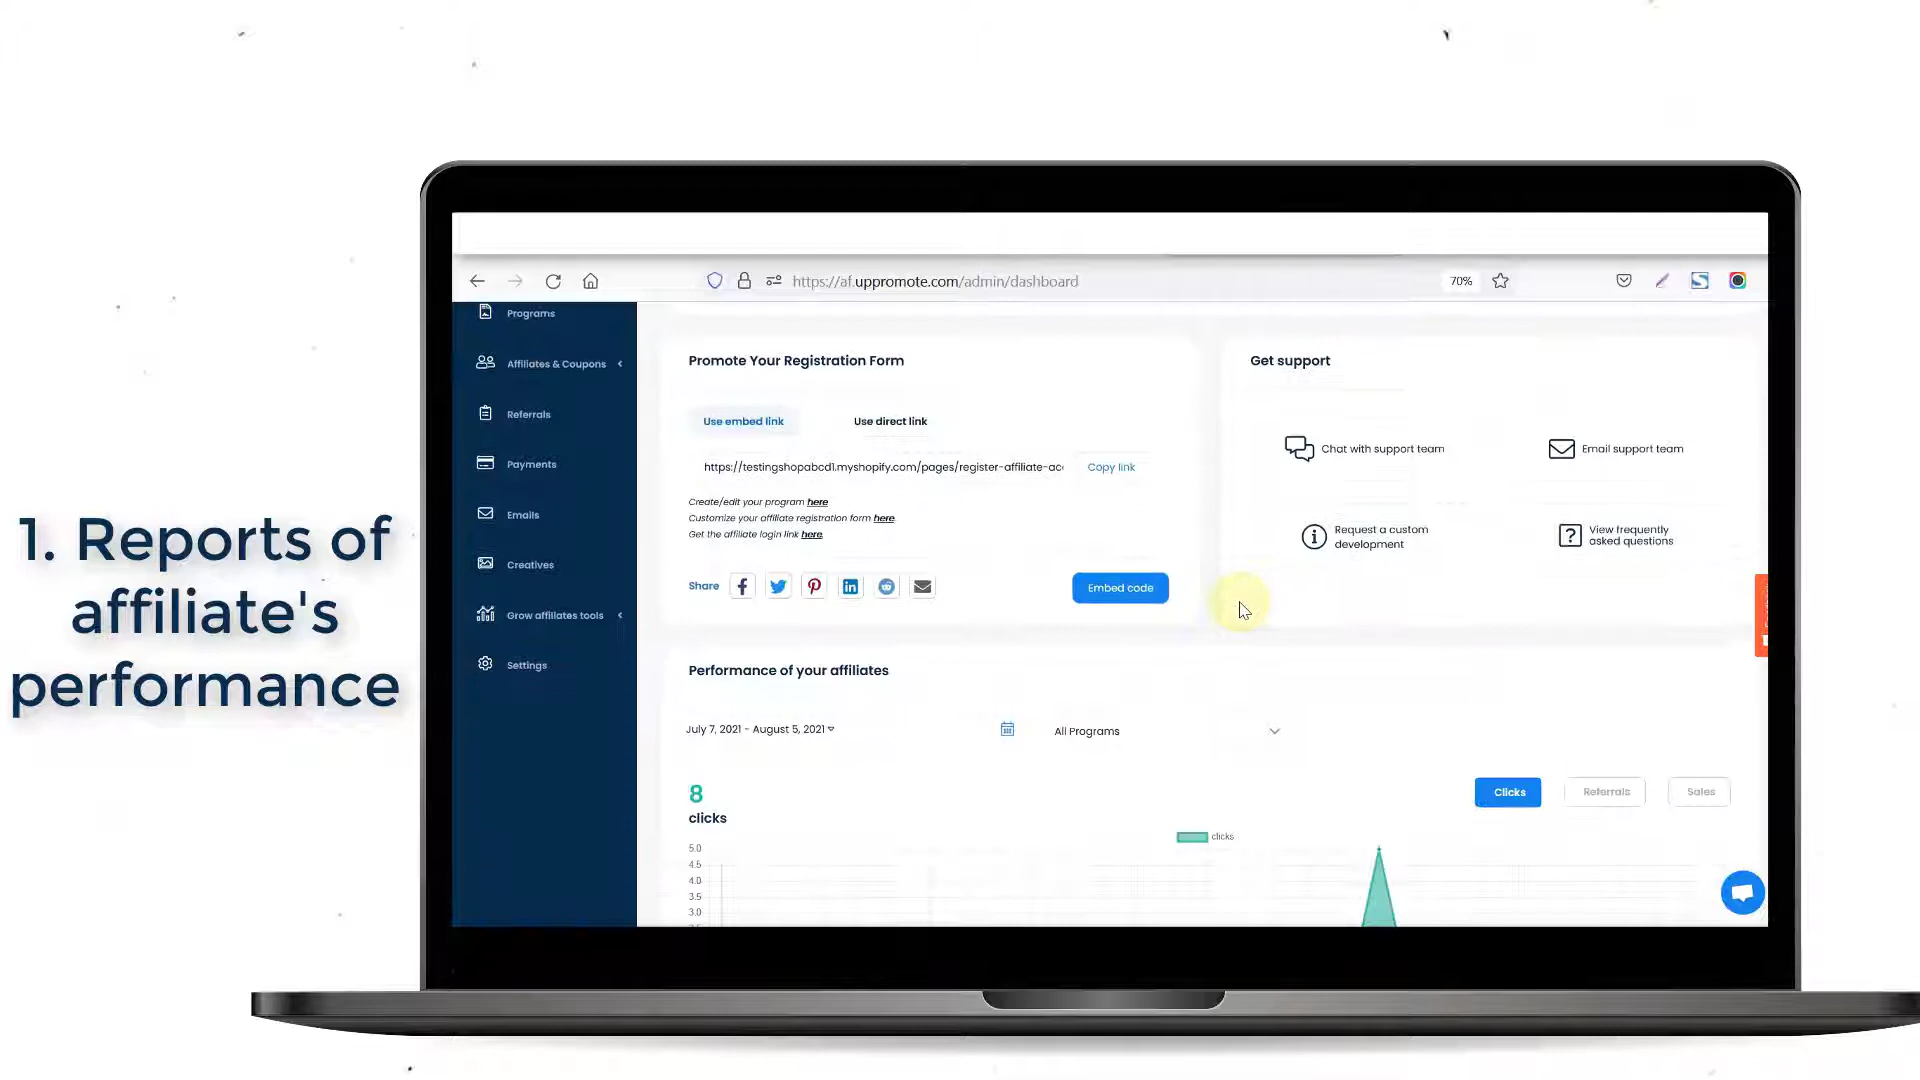 1. Reports of
affiliate's
performance
https://af.uppromote.com/admin/dashboard
70%
Programs
Affiliates & Coupons
Referrals
Payments
Emails
Creatives
Grow affiliates tools
Settings
Promote Your Registration Form
Use embed link
Use direct link
https://testingshopabcd1.myshopify.com/pages/register-affiliate-acc
Copy link
Create/edit your program here
Customize your affiliate registration form here.
Get the affiliate login link here.
Share
Embed code
Get support
Chat with support team
Email support team
Request a custom
development
View frequently
asked questions
Performance of your affiliates
July 7, 2021 - August 5, 2021
All Programs
8
clicks
Clicks
Referrals
Sales
clicks
5.0
4.5
4.0
3.5
3.0